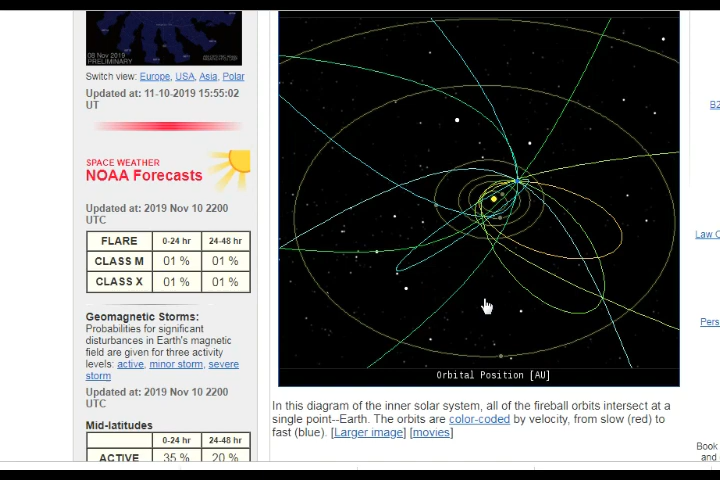 08 Nov 2019
PRELIMINARY
Switch view: Europe, USA, Asia, Polar
Updated at: 11-10-2019 15:55:02
UT
SPACE WEATHER
NOAA Forecasts
Updated at: 2019 Nov 10 2200
UTC
FLARE 0-24 hr 24-48 hr
CLASS M 01 % 01 %
CLASS X 01 % 01 %
Geomagnetic Storms:
Probabilities for significant
disturbances in Earth's magnetic
field are given for three activity
levels: active, minor storm, severe
storm
Updated at: 2019 Nov 10 2200
UTC
Mid-latitudes
0-24 hr 24-48 hr
ACTIVE 35 % 20 %
Orbital Position [AU]
In this diagram of the inner solar system, all of the fireball orbits intersect at a
single point--Earth. The orbits are color-coded by velocity, from slow (red) to
fast (blue). [Larger image] [movies]
B2
Law C
Pers
Book
and